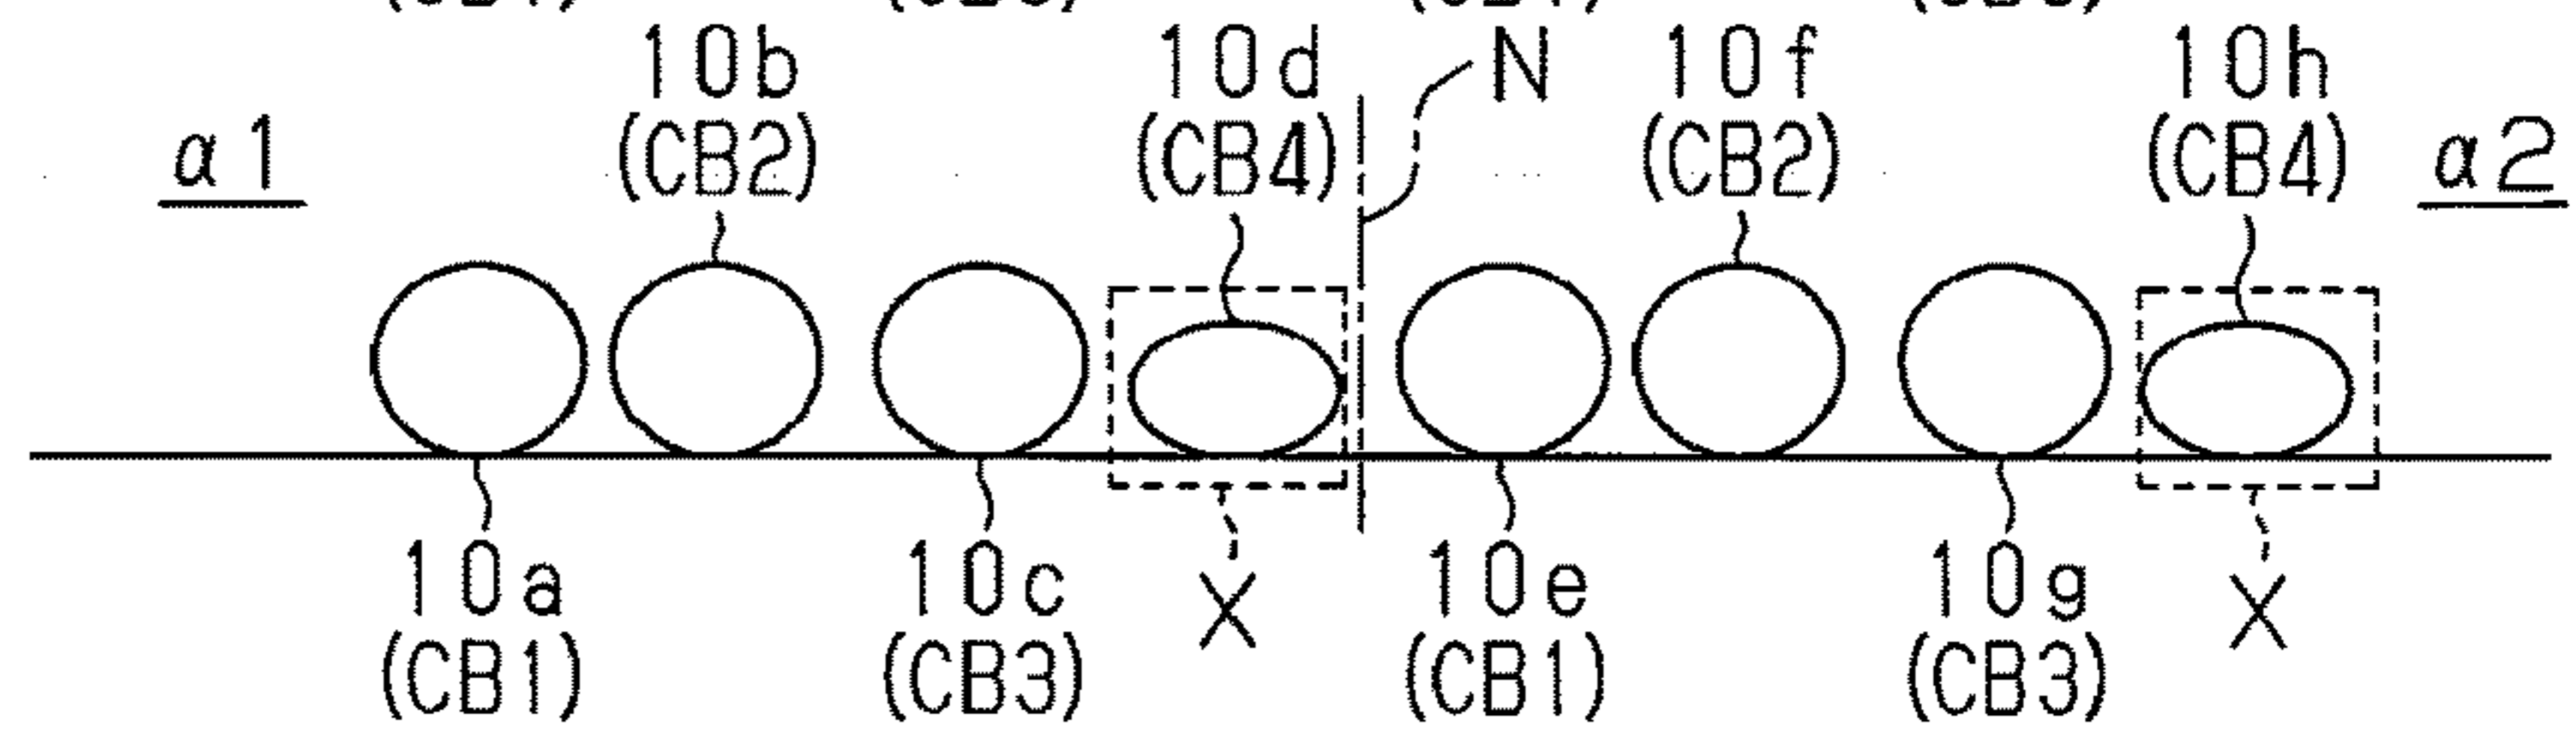 10b 10d N 10f 10h
α1 (CB2) (CB4) (CB2) (CB4) α2
10a 10c X 10e 10g X
(CB1) (CB3) (CB1) (CB3)